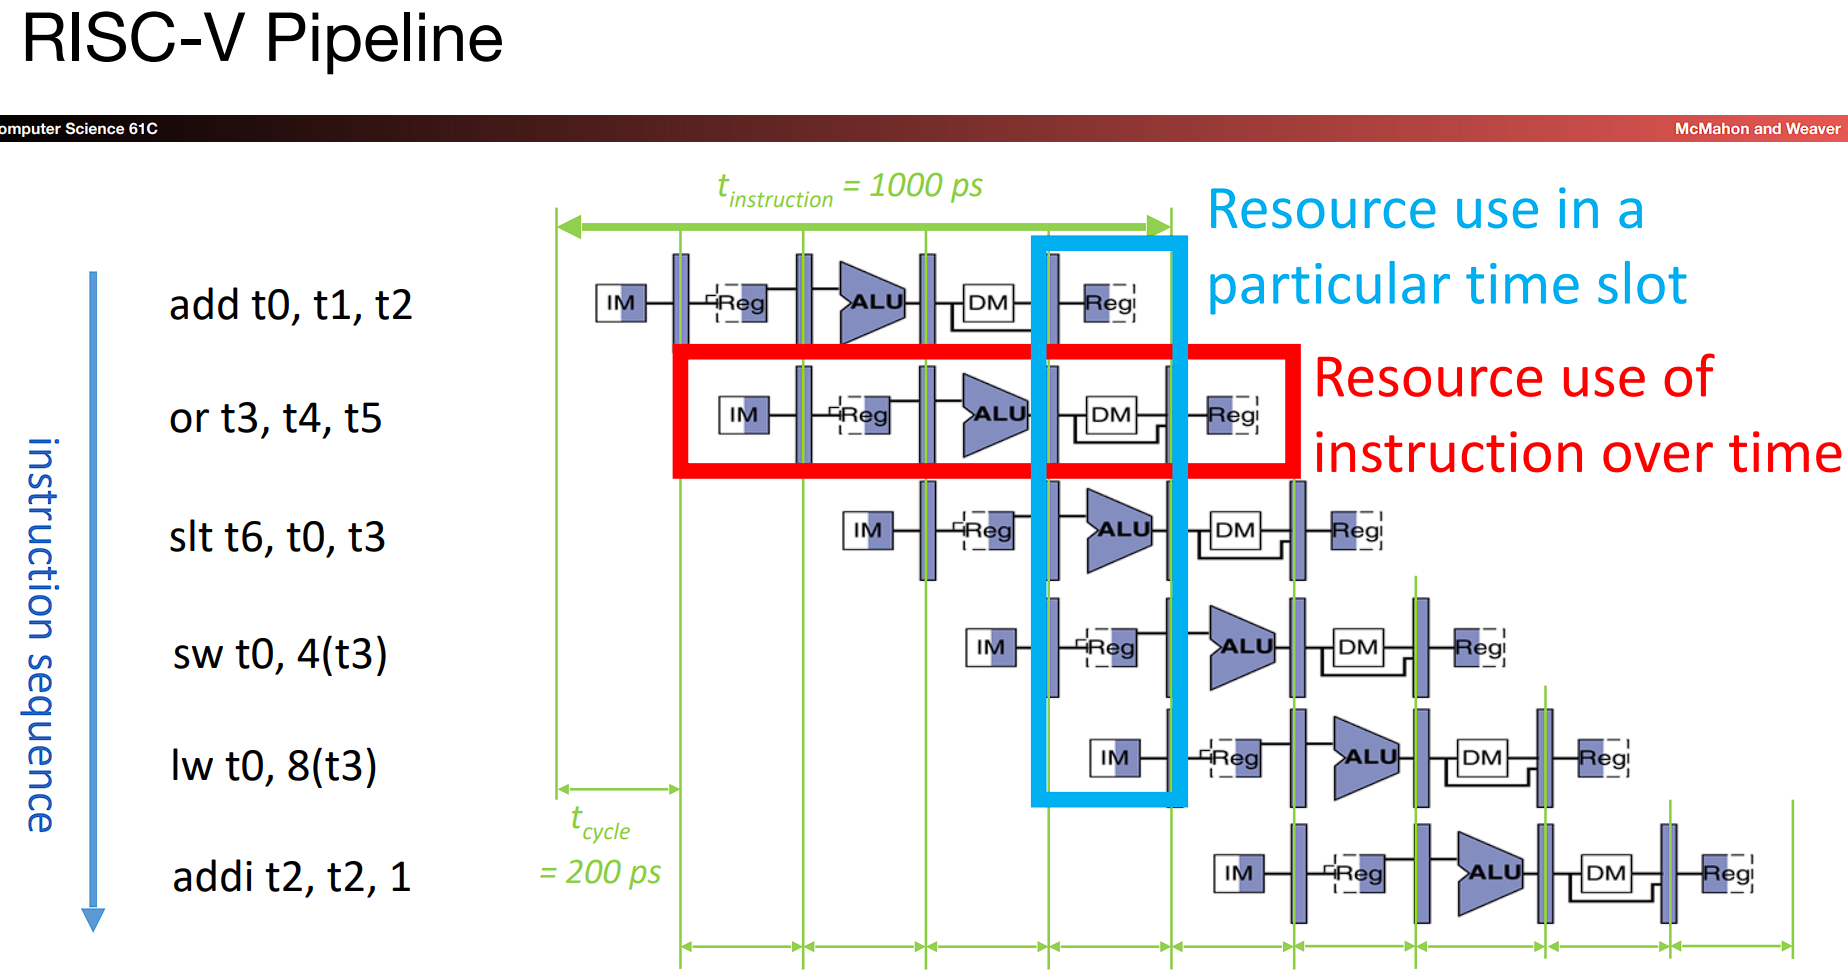 RISC-V Pipeline
omputer Science 61C
McMahon and Weaver
t instruction = 1000 ps
Resource use in a
particular time slot
add t0, t1, t2
IM Reg ALU DM Reg
Resource use of
instruction over time
or t3, t4, t5
IM Reg ALU DM Reg
slt t6, t0, t3
IM Reg ALU DM Reg
sw t0, 4(t3)
IM Reg ALU DM Reg
lw t0, 8(t3)
IM Reg ALU DM Reg
addi t2, t2, 1
IM Reg ALU DM Reg
instruction sequence
t cycle
= 200 ps